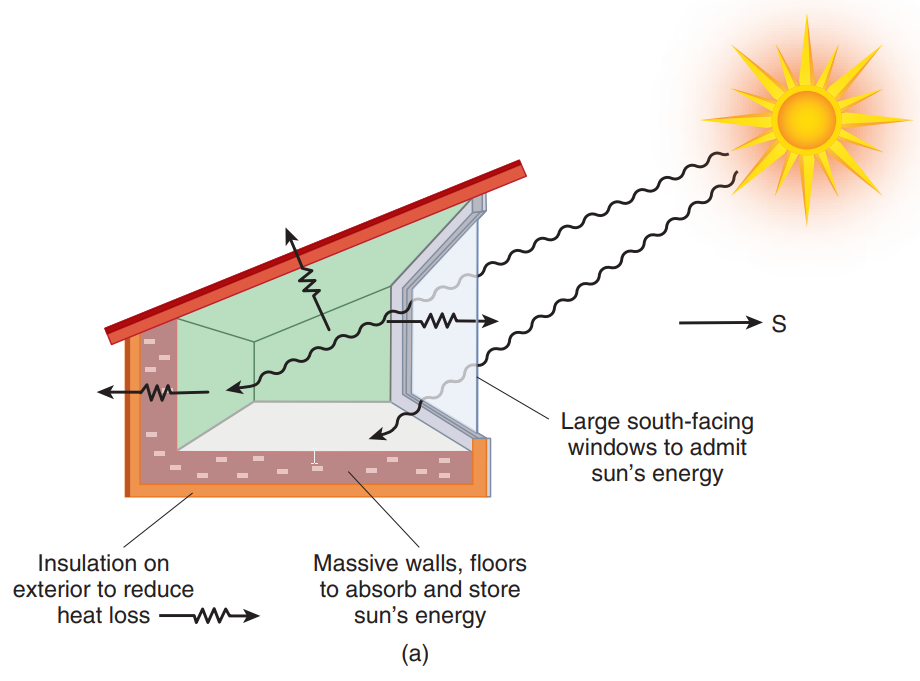 S
Large south-facing
windows to admit
sun's energy
Insulation on
exterior to reduce
heat loss
Massive walls, floors
to absorb and store
sun's energy
(a)